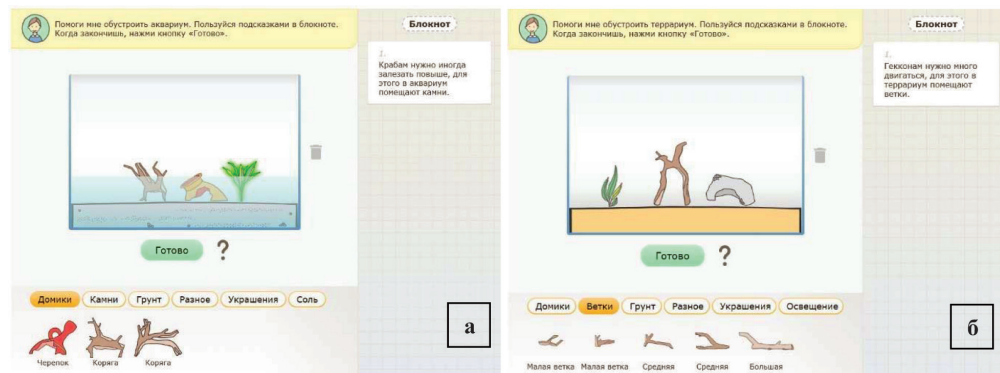 Помоги мне обустроить аквариум. Пользуйся подсказками в блокноте.
Когда закончишь, нажми кнопку «Готово».
Блокнот
1.
Крабам нужно иногда
залезать повыше, для
этого в аквариум
помещают камни.
Готово ?
Домики Камни Грунт Разное Украшения Соль
Черепок Коряга Коряга
а
Помоги мне обустроить террариум. Пользуйся подсказками в блокноте.
Когда закончишь, нажми кнопку «Готово».
Блокнот
1.
Гекконам нужно много
двигаться, для этого в
террариум помещают
ветки.
Готово ?
Домики Ветки Грунт Разное Украшения Освещение
Малая ветка Малая ветка Средняя Средняя Большая
б